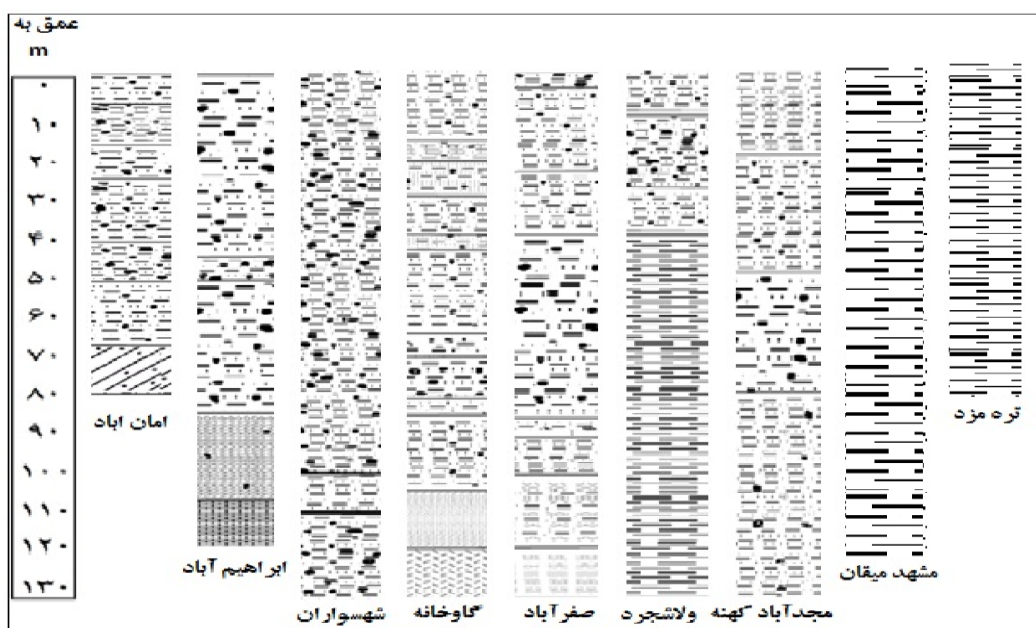 عمق به
m
۰
۱۰
۲۰
۳۰
۴۰
۵۰
۶۰
۷۰
۸۰
۹۰
۱۰۰
۱۱۰
۱۲۰
۱۳۰
امان اباد
ابراهیم آباد
شهسواران
گاوخانه
صفرآباد
ولاشجرد
مجدآباد کهنه
مشهد میقان
تره مزد